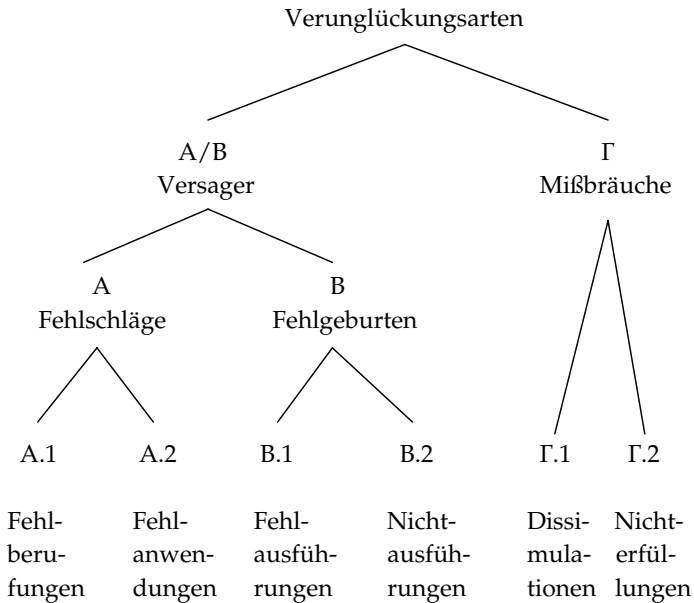 Verunglückungsarten
A/B Γ
Versager Mißbräuche
A B
Fehlschläge Fehlgeburten
A.1 A.2 B.1 B.2 Γ.1 Γ.2
Fehl- Fehl- Fehl- Nicht- Dissi- Nicht-
beru- anwen- ausfüh- ausfüh- mula- erfül-
fungen dungen rungen rungen tionen lungen